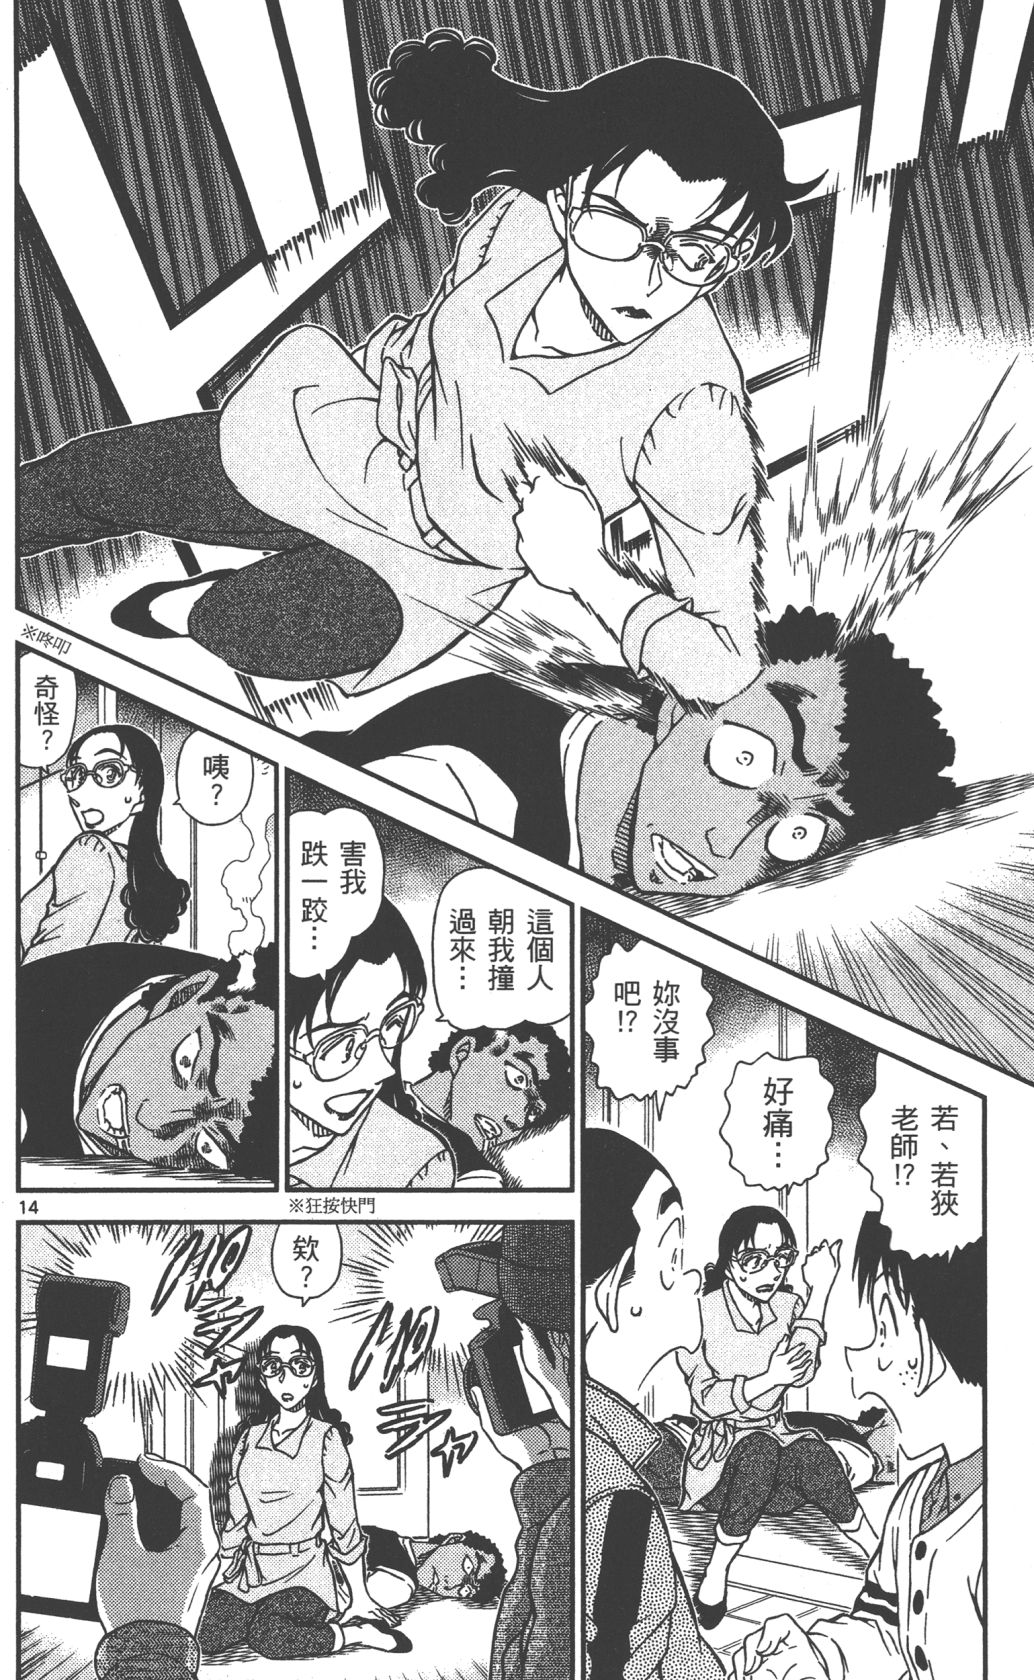 ※咚叩
若、若狹
老師!?
好痛…
妳沒事
吧!?
這個人
朝我撞
過來…
害我
跌一跤…
咦?
奇怪?
14
※狂按快門
欸?